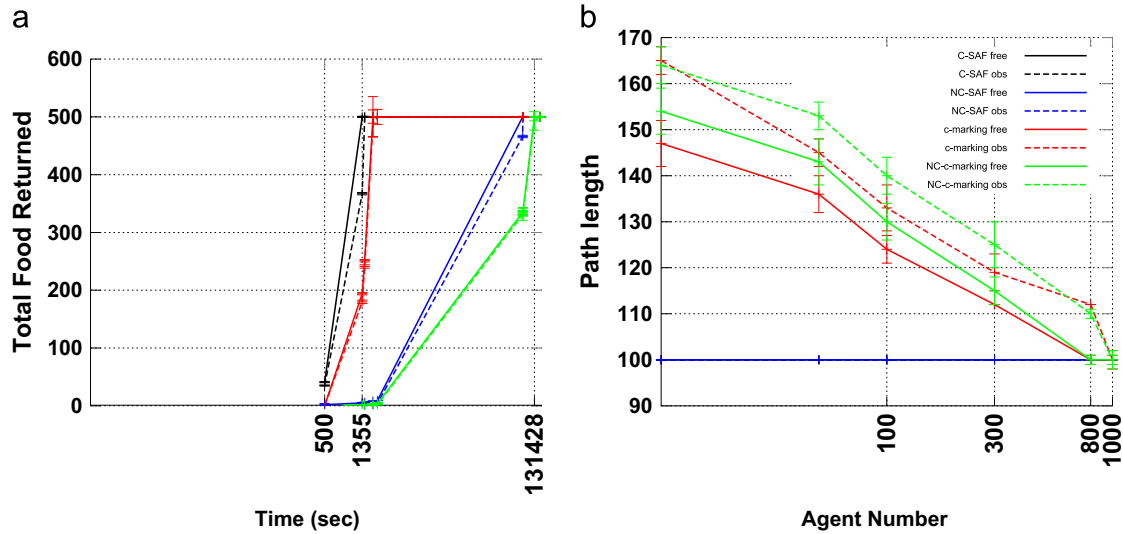 a
Total Food Returned
600
500
400
300
200
100
0
500
1355
131428
Time (sec)
b
Path length
170
160
150
140
130
120
110
100
90
C-SAF free
C-SAF obs
NC-SAF free
NC-SAF obs
c-marking free
c-marking obs
NC-c-marking free
NC-c-marking obs
100
300
800
1000
Agent Number